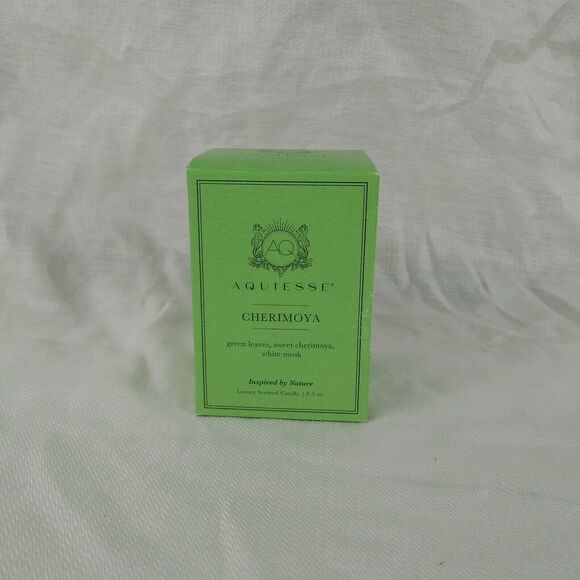 AQ
AQUIESSE®
CHERIMOYA
green leaves, sweet cherimoya,
white musk
Inspired by Nature
Luxury Scented Candle | 6.5 oz.